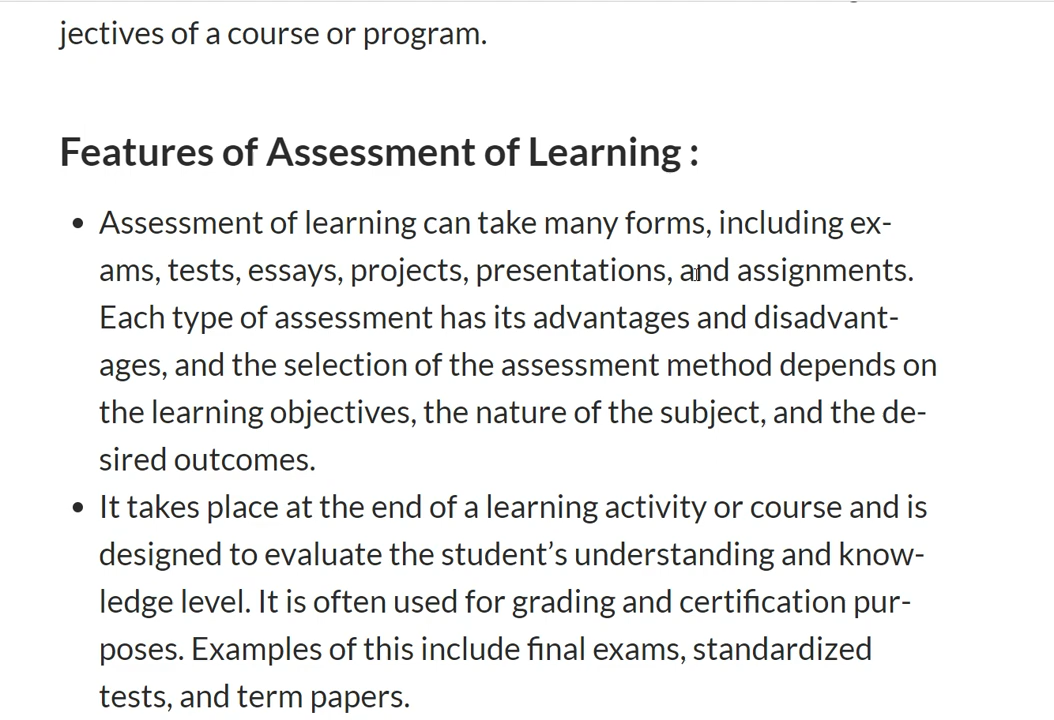 jectives of a course or program.
Features of Assessment of Learning :
• Assessment of learning can take many forms, including ex-
ams, tests, essays, projects, presentations, and assignments.
Each type of assessment has its advantages and disadvant-
ages, and the selection of the assessment method depends on
the learning objectives, the nature of the subject, and the de-
sired outcomes.
• It takes place at the end of a learning activity or course and is
designed to evaluate the student’s understanding and know-
ledge level. It is often used for grading and certification pur-
poses. Examples of this include final exams, standardized
tests, and term papers.